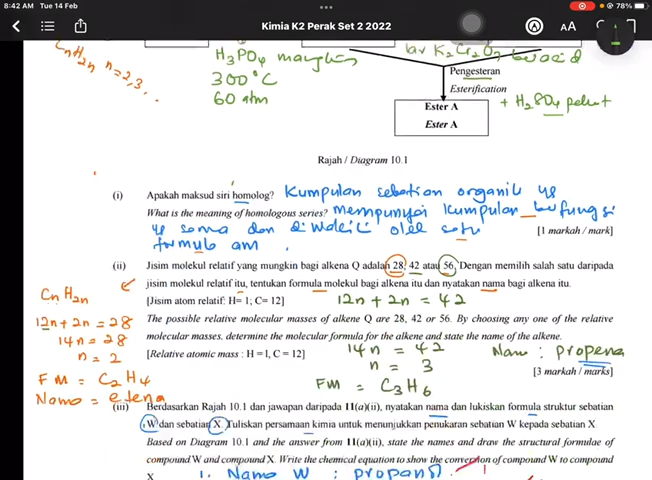 8:42 AM Tue 14 Feb
78%
Kimia K2 Perak Set 2 2022
AA
CnH2n n=2,3,..
H3PO4 mangkin
300°C
60 atm
K2Cr2O7 berasid
Pengesteran
Esterification
+ H2SO4 pekat
Ester A
Ester A
Rajah / Diagram 10.1
(i) Apakah maksud siri homolog? Kumpulan sebatian organik yg
What is the meaning of homologous series? mempunyai kumpulan berfungsi
yg sama dan diwakili oleh satu
formula am.
[1 markah / mark]
(ii) Jisim molekul relatif yang mungkin bagi alkena Q adalah 28, 42 atau 56. Dengan memilih salah satu daripada
jisim molekul relatif itu, tentukan formula molekul bagi alkena itu dan nyatakan nama bagi alkena itu.
[Jisim atom relatif: H= 1; C= 12]
The possible relative molecular masses of alkene Q are 28, 42 or 56. By choosing any one of the relative
molecular masses, determine the molecular formula for the alkene and state the name of the alkene.
[Relative atomic mass : H = 1, C = 12]
[3 markah / marks]
CnH2n
12n + 2n = 28
14n = 28
n = 2
FM = C2H4
Nama = etena
12n + 2n = 42
14n = 42
n = 3
FM = C3H6
Nama : propena
(iii) Berdasarkan Rajah 10.1 dan jawapan daripada 11(a)(ii), nyatakan nama dan lukiskan formula struktur sebatian
W dan sebatian X. Tuliskan persamaan kimia untuk menunjukkan penukaran sebatian W kepada sebatian X
Based on Diagram 10.1 and the answer from 11(a)(ii), state the names and draw the structural formulae of
compound W and compound X. Write the chemical equation to show the conversion of compound W to compound
X
1. Nama W : propanol